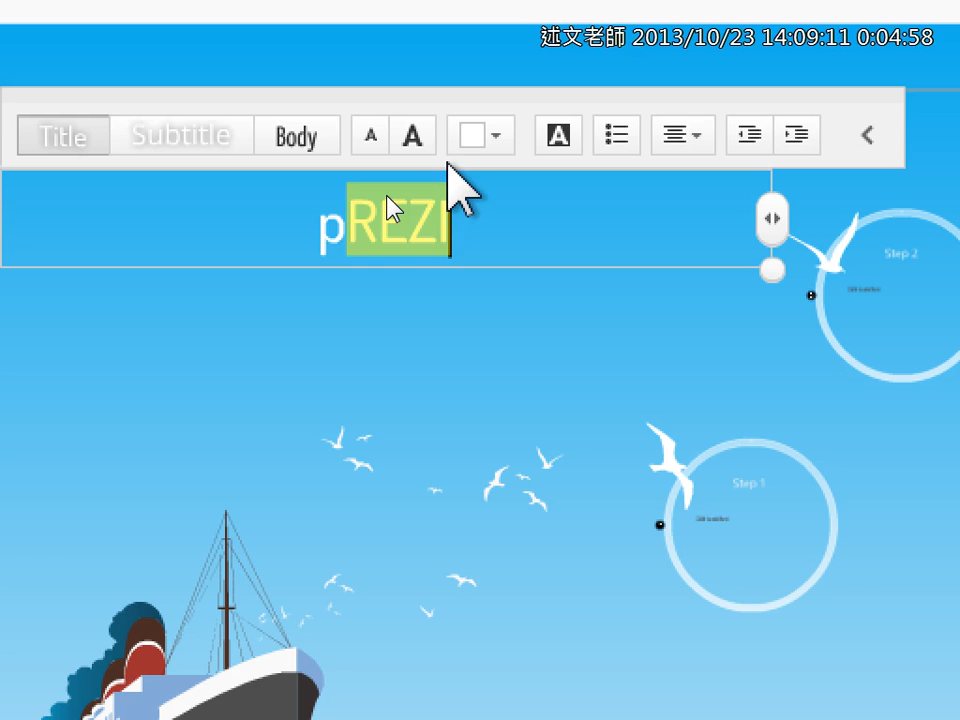 述文老師 2013/10/23 14:09:11 0:04:58
Title Subtitle Body A A A
pREZI
Step 2
Step 1